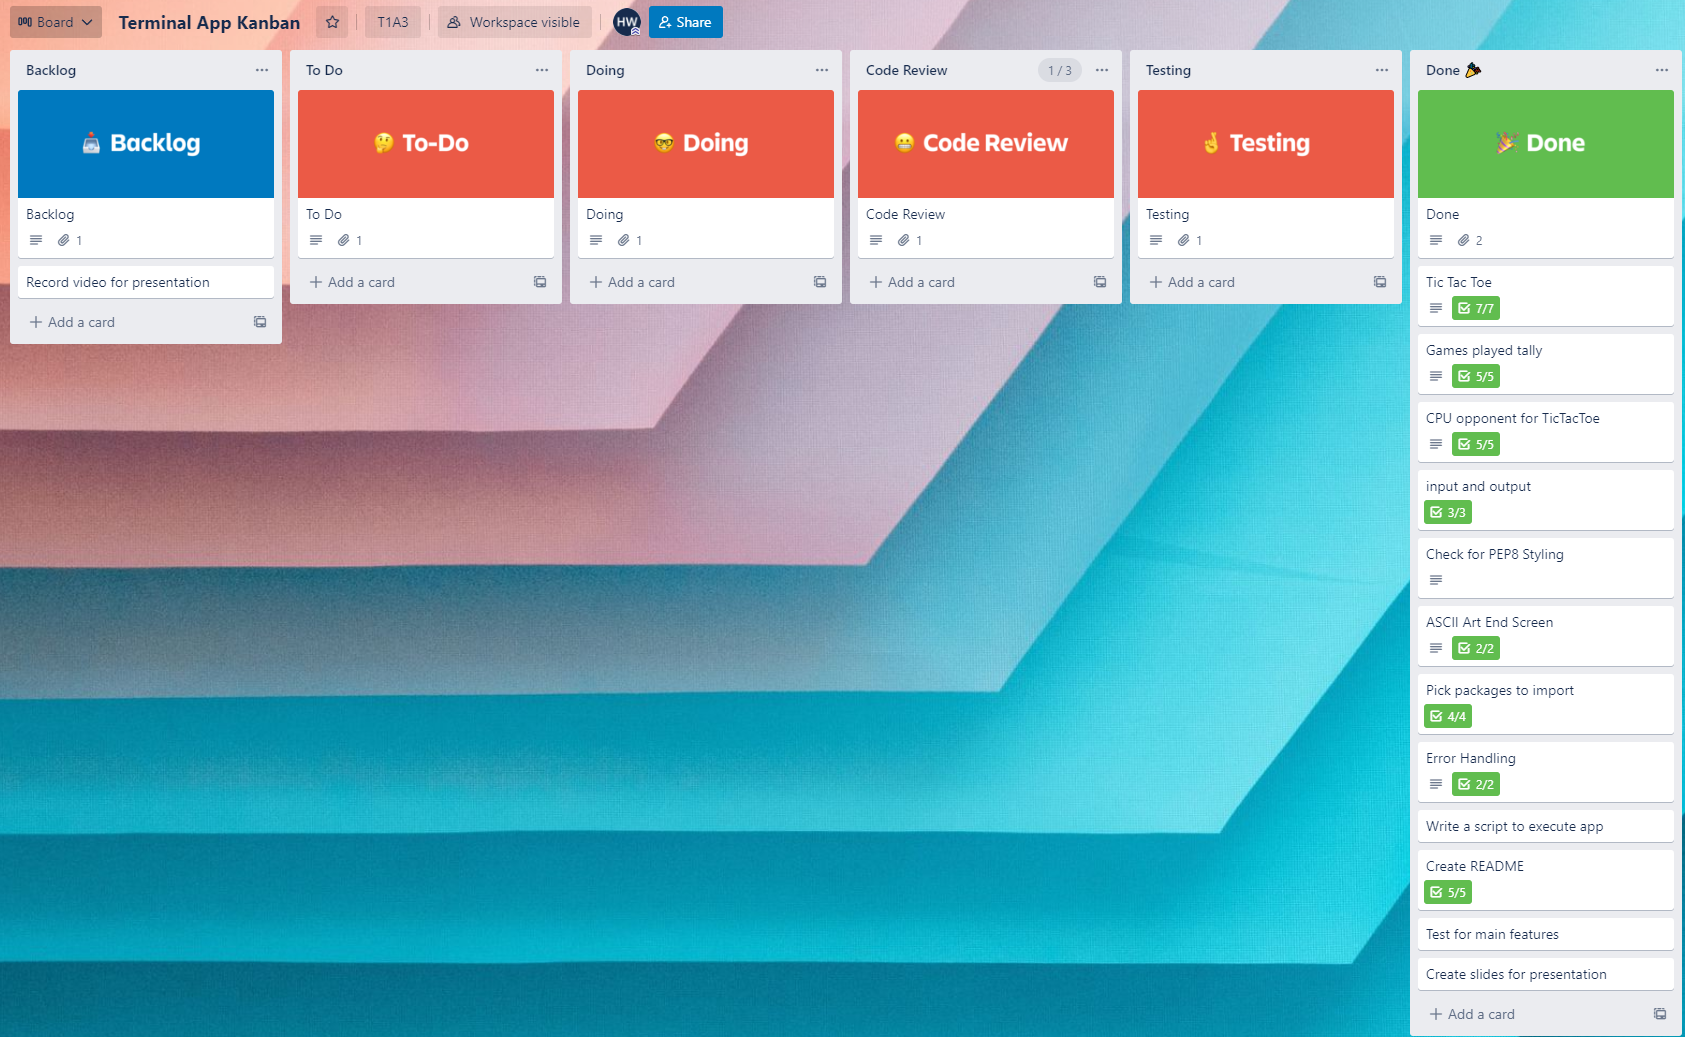 Board
Terminal App Kanban
T1A3
Workspace visible
HW
Share
Backlog
Backlog
Backlog
1
Record video for presentation
Add a card
To Do
To-Do
To Do
1
Add a card
Doing
Doing
Doing
1
Add a card
Code Review
1 / 3
Code Review
Code Review
1
Add a card
Testing
Testing
Testing
1
Add a card
Done
Done
Done
2
Tic Tac Toe
7/7
Games played tally
5/5
CPU opponent for TicTacToe
5/5
input and output
3/3
Check for PEP8 Styling
ASCII Art End Screen
2/2
Pick packages to import
4/4
Error Handling
2/2
Write a script to execute app
Create README
5/5
Test for main features
Create slides for presentation
Add a card